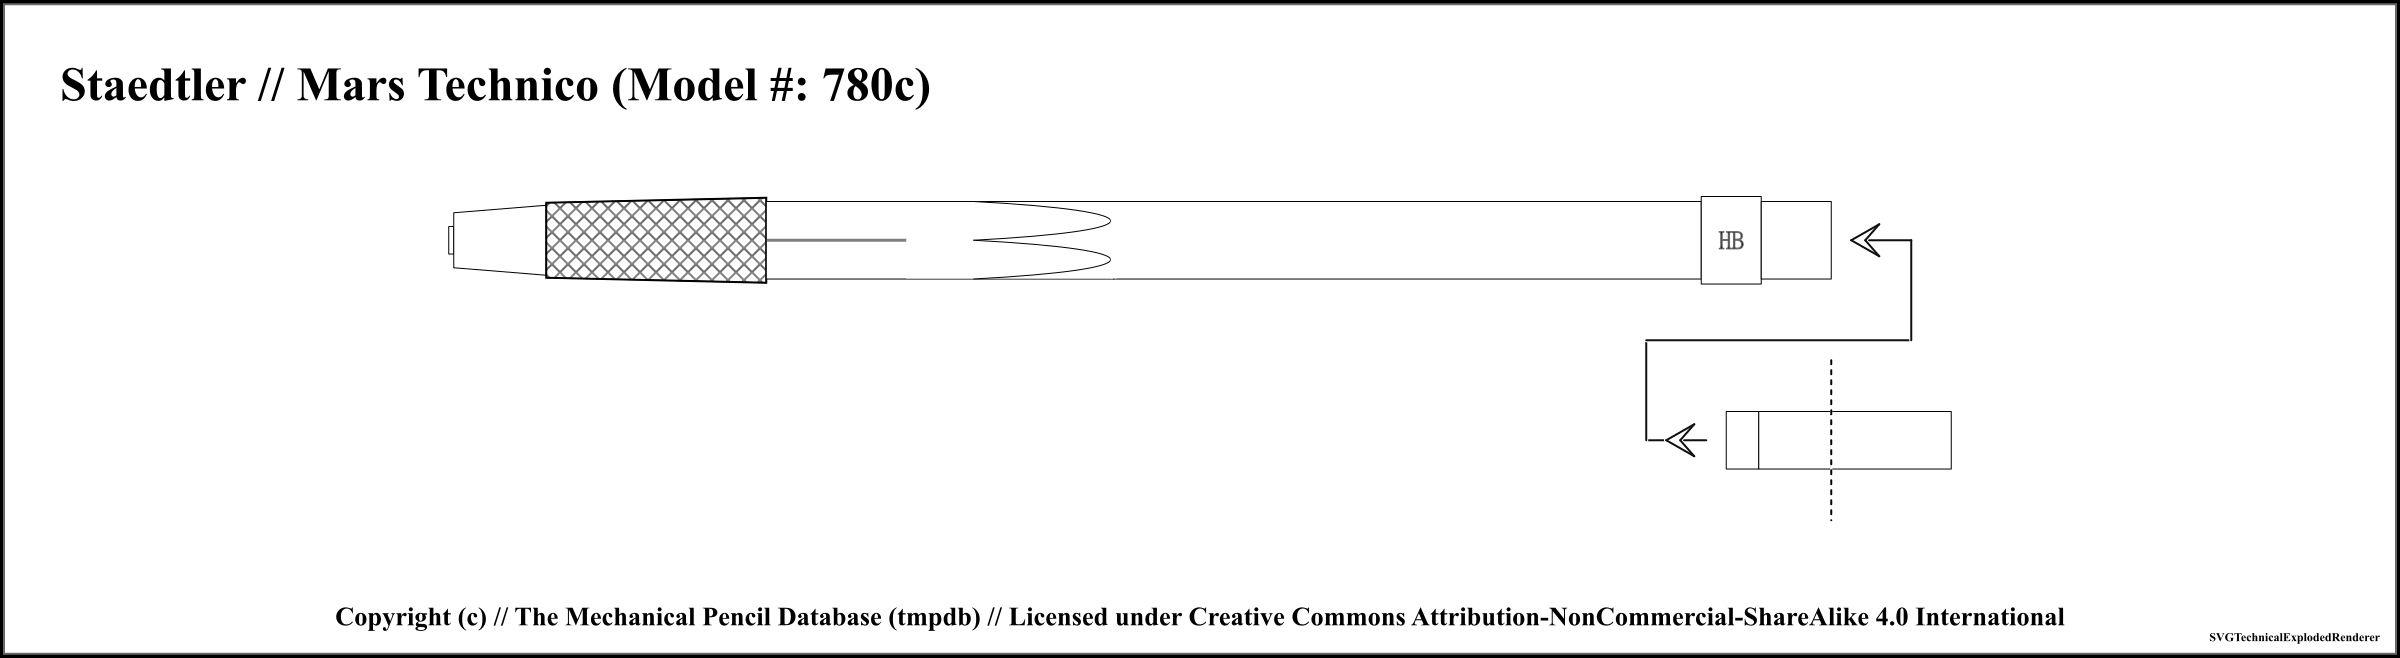 Staedtler // Mars Technico (Model #: 780c)
HB
Copyright (c) // The Mechanical Pencil Database (tmpdb) // Licensed under Creative Commons Attribution-NonCommercial-ShareAlike 4.0 International
SVGTechnicalExplodedRenderer